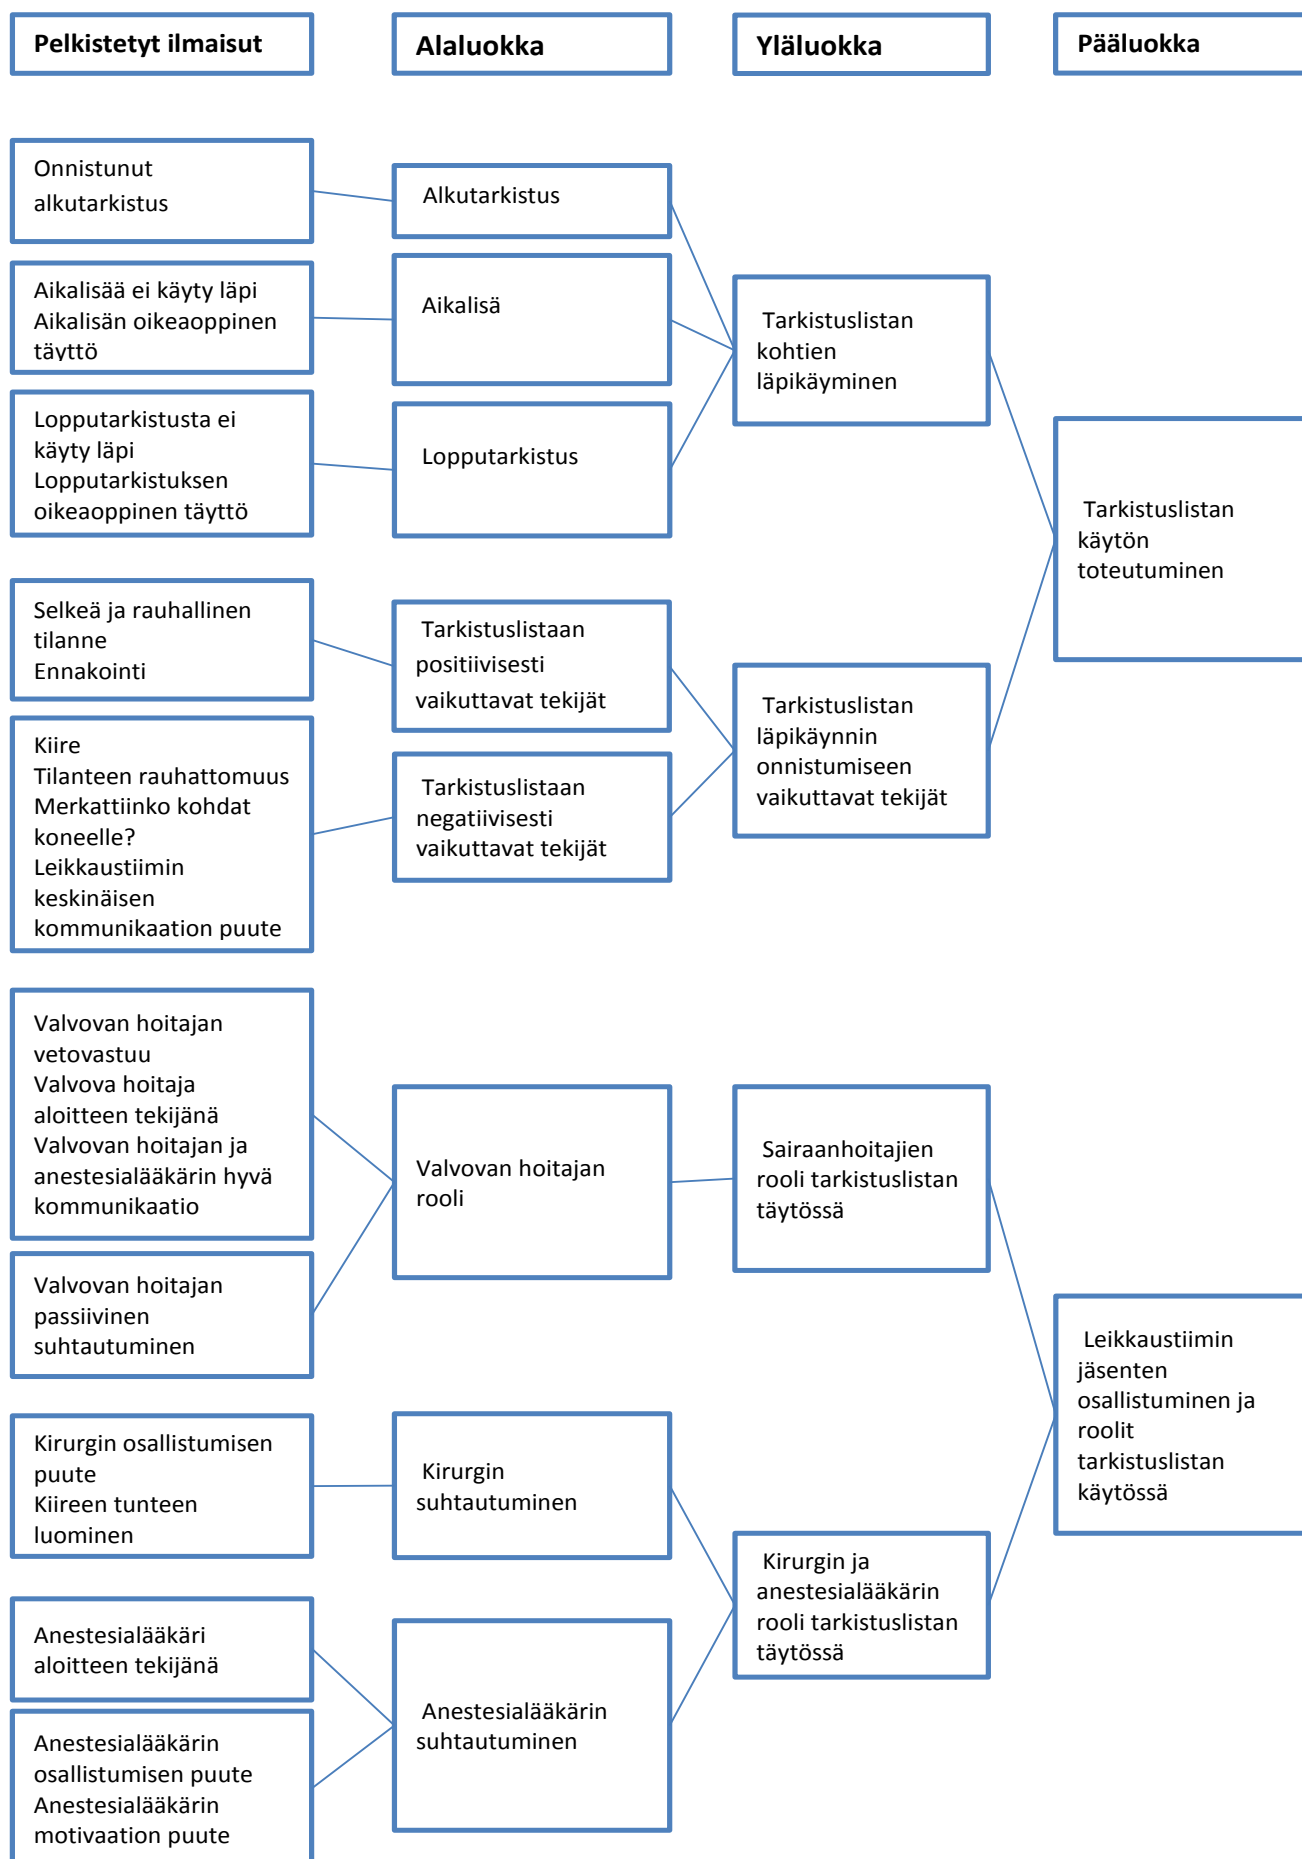 Pelkistetyt ilmaisut
Alaluokka
Yläluokka
Pääluokka
Onnistunut
alkutarkistus
Alkutarkistus
Aikalisää ei käyty läpi
Aikalisän oikeaoppinen
täyttö
Aikalisä
Tarkistuslistan
kohtien
läpikäyminen
Lopputarkistusta ei
käyty läpi
Lopputarkistuksen
oikeaoppinen täyttö
Lopputarkistus
Tarkistuslistan
käytön
toteutuminen
Selkeä ja rauhallinen
tilanne
Ennakointi
Tarkistuslistaan
positiivisesti
vaikuttavat tekijät
Tarkistuslistan
läpikäynnin
onnistumiseen
vaikuttavat tekijät
Kiire
Tilanteen rauhattomuus
Merkattiinko kohdat
koneelle?
Leikkaustiimin
keskinäisen
kommunikaation puute
Tarkistuslistaan
negatiivisesti
vaikuttavat tekijät
Valvovan hoitajan
vetovastuu
Valvova hoitaja
aloitteen tekijänä
Valvovan hoitajan ja
anestesialääkärin hyvä
kommunikaatio
Valvovan hoitajan
rooli
Sairaanhoitajien
rooli tarkistuslistan
täytössä
Valvovan hoitajan
passiivinen
suhtautuminen
Leikkaustiimin
jäsenten
osallistuminen ja
roolit
tarkistuslistan
käytössä
Kirurgin osallistumisen
puute
Kiireen tunteen
luominen
Kirurgin
suhtautuminen
Kirurgin ja
anestesialääkärin
rooli tarkistuslistan
täytössä
Anestesialääkäri
aloitteen tekijänä
Anestesialääkärin
suhtautuminen
Anestesialääkärin
osallistumisen puute
Anestesialääkärin
motivaation puute